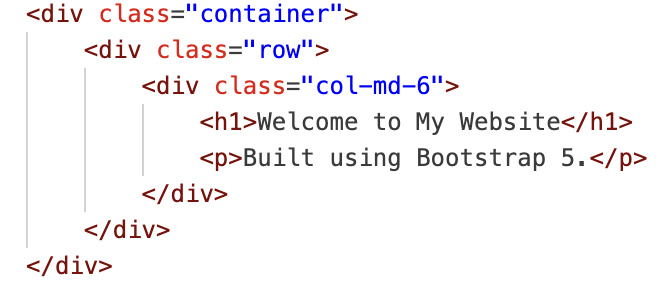 <div class="container">
    <div class="row">
        <div class="col-md-6">
            <h1>Welcome to My Website</h1>
            <p>Built using Bootstrap 5.</p>
        </div>
    </div>
</div>